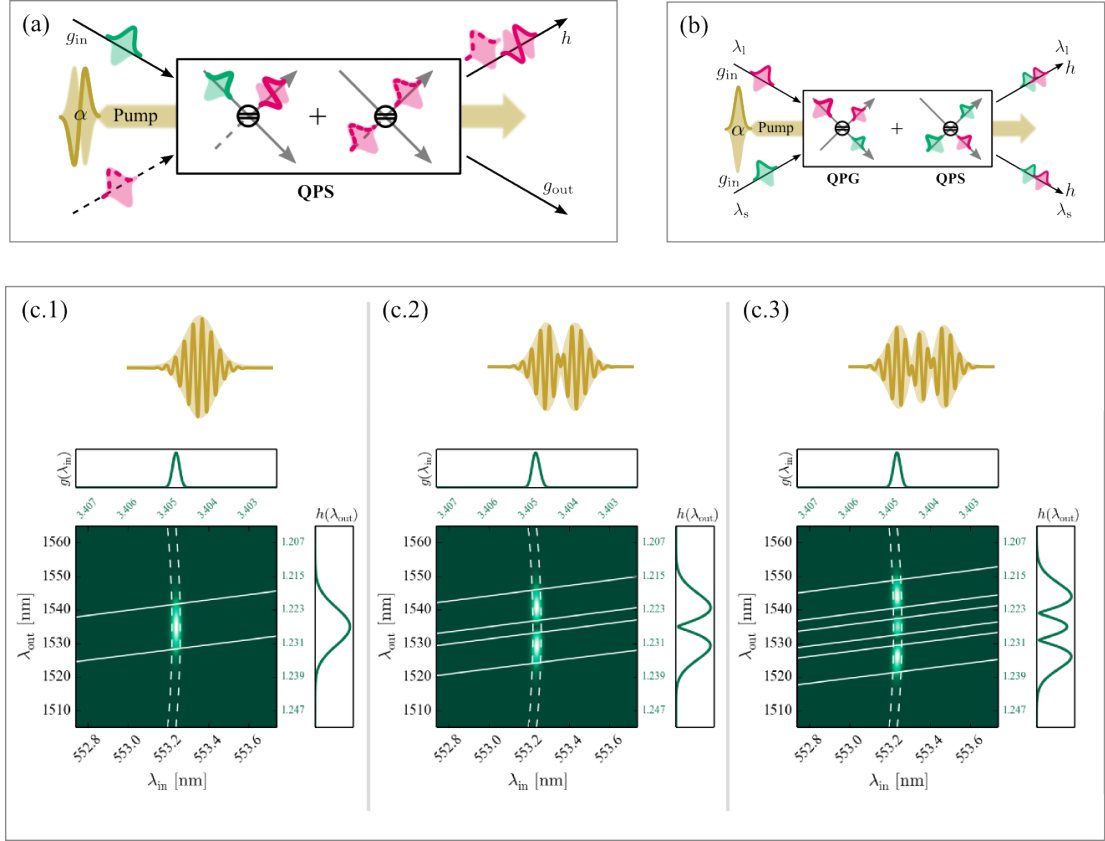 (a)
g_in
h
α
Pump
+
QPS
g_out
(b)
λ_l
λ_l
g_in
h
α
Pump
+
g_in
h
QPG
QPS
λ_s
λ_s
(c.1)
g(λ_in)
3.407
3.406
3.405
3.404
3.403
h(λ_out)
λ_out [nm]
1560
1550
1540
1530
1520
1510
1.207
1.215
1.223
1.231
1.239
1.247
552.8
553.0
553.2
553.4
553.6
λ_in [nm]
(c.2)
g(λ_in)
3.407
3.406
3.405
3.404
3.403
h(λ_out)
λ_out [nm]
1560
1550
1540
1530
1520
1510
1.207
1.215
1.223
1.231
1.239
1.247
552.8
553.0
553.2
553.4
553.6
λ_in [nm]
(c.3)
g(λ_in)
3.407
3.406
3.405
3.404
3.403
h(λ_out)
λ_out [nm]
1560
1550
1540
1530
1520
1510
1.207
1.215
1.223
1.231
1.239
1.247
552.8
553.0
553.2
553.4
553.6
λ_in [nm]